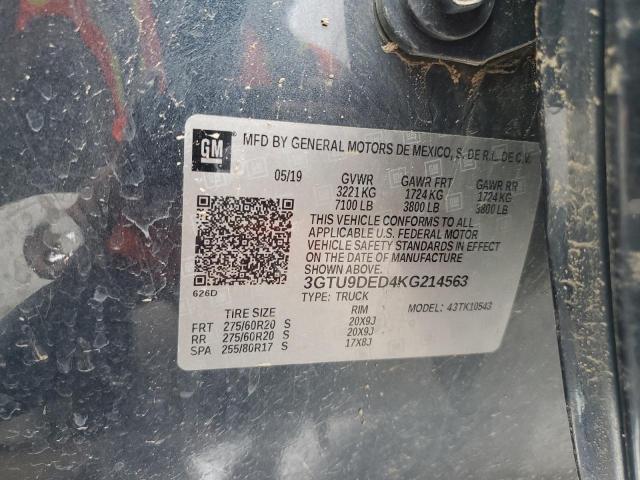 GM MFD BY GENERAL MOTORS DE MEXICO, S. DE R.L. DE C.V.
05/19 GVWR GAWR FRT GAWR RR
3221 KG 1724 KG 1724 KG
7100 LB 3800 LB 3800 LB
THIS VEHICLE CONFORMS TO ALL
APPLICABLE U.S. FEDERAL MOTOR
VEHICLE SAFETY STANDARDS IN EFFECT
ON THE DATE OF MANUFACTURE
SHOWN ABOVE.
626D 3GTU9DED4KG214563
TYPE: TRUCK MODEL: 43TK10543
TIRE SIZE RIM
FRT 275/60R20 S 20X9J
RR 275/60R20 S 20X9J
SPA 255/80R17 S 17X8J